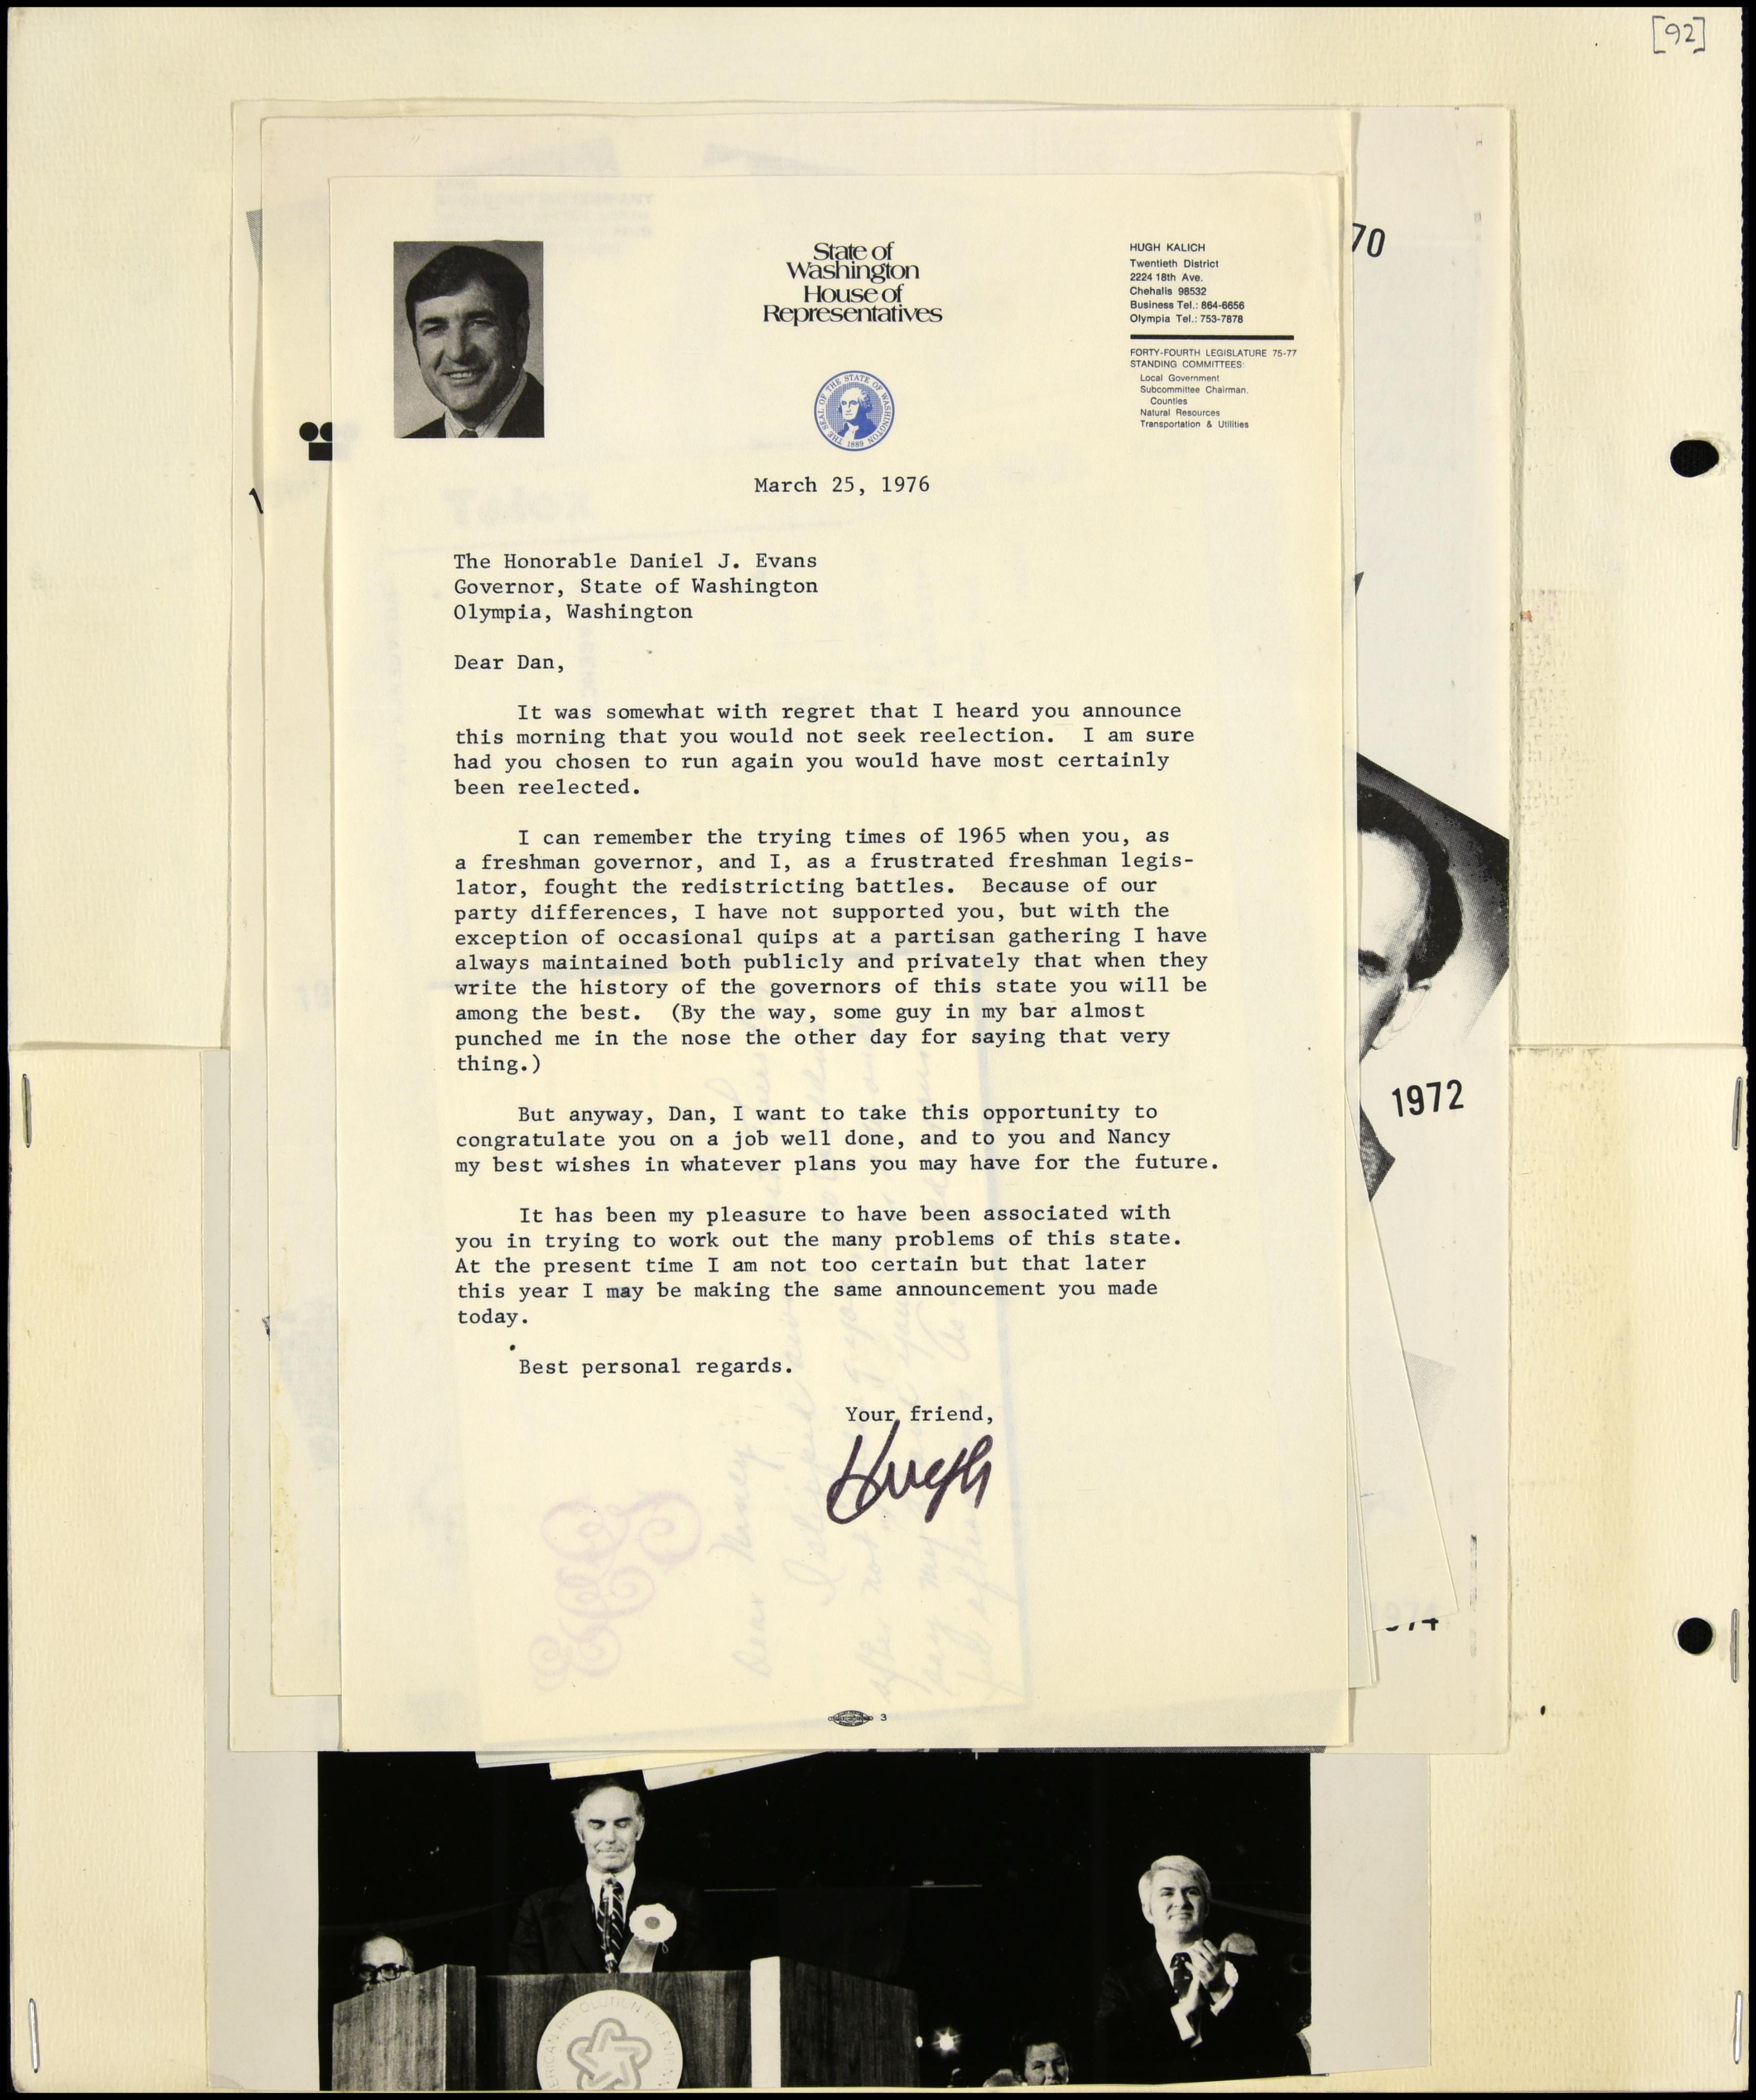 [92]
State of
Washington
House of
Representatives
HUGH KALICH
Twentieth District
2224 18th Ave.
Chehalis 98532
Business Tel.: 864-6656
Olympia Tel.: 753-7878
FORTY-FOURTH LEGISLATURE 75-77
STANDING COMMITTEES:
Local Government
Subcommittee Chairman,
Counties
Natural Resources
Transportation & Utilities
THE SEAL OF THE STATE OF WASHINGTON
1889
70
March 25, 1976
The Honorable Daniel J. Evans
Governor, State of Washington
Olympia, Washington
Dear Dan,
It was somewhat with regret that I heard you announce
this morning that you would not seek reelection. I am sure
had you chosen to run again you would have most certainly
been reelected.
I can remember the trying times of 1965 when you, as
a freshman governor, and I, as a frustrated freshman legis-
lator, fought the redistricting battles. Because of our
party differences, I have not supported you, but with the
exception of occasional quips at a partisan gathering I have
always maintained both publicly and privately that when they
write the history of the governors of this state you will be
among the best. (By the way, some guy in my bar almost
punched me in the nose the other day for saying that very
thing.)
1972
But anyway, Dan, I want to take this opportunity to
congratulate you on a job well done, and to you and Nancy
my best wishes in whatever plans you may have for the future.
It has been my pleasure to have been associated with
you in trying to work out the many problems of this state.
At the present time I am not too certain but that later
this year I may be making the same announcement you made
today.
Best personal regards.
Your friend,
Hugh
3